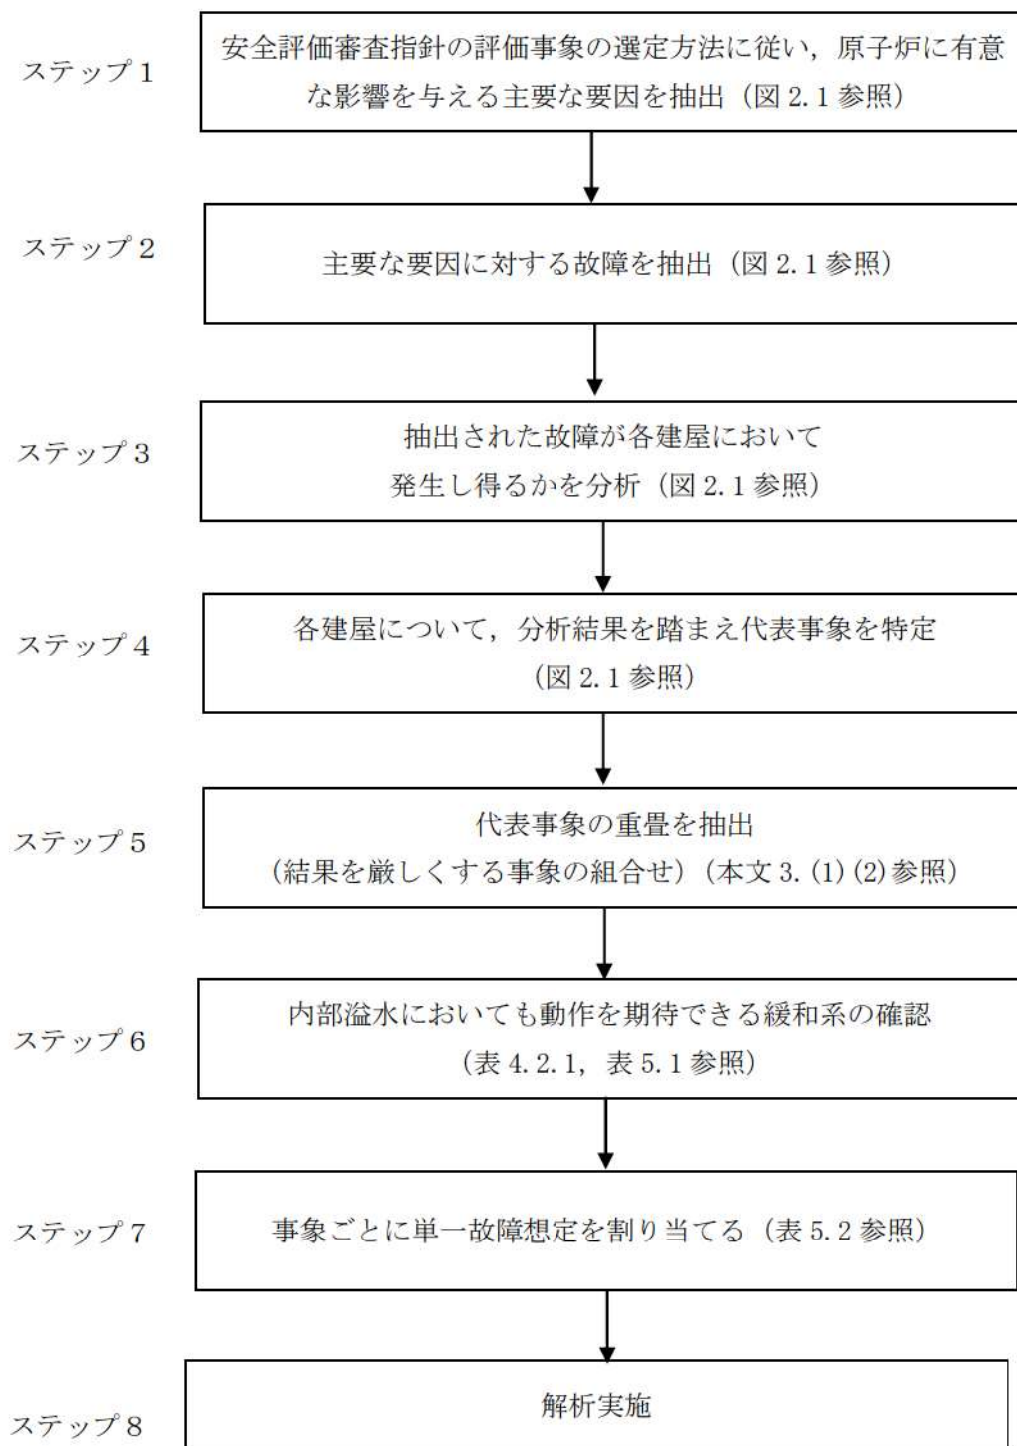 ステップ1
安全評価審査指針の評価事象の選定方法に従い，原子炉に有意
な影響を与える主要な要因を抽出（図 2.1 参照）
ステップ2
主要な要因に対する故障を抽出（図 2.1 参照）
ステップ3
抽出された故障が各建屋において
発生し得るかを分析（図 2.1 参照）
ステップ4
各建屋について，分析結果を踏まえ代表事象を特定
（図 2.1 参照）
ステップ5
代表事象の重畳を抽出
（結果を厳しくする事象の組合せ）（本文 3.(1)(2)参照）
ステップ6
内部溢水においても動作を期待できる緩和系の確認
（表 4.2.1，表 5.1 参照）
ステップ7
事象ごとに単一故障想定を割り当てる（表 5.2 参照）
ステップ8
解析実施